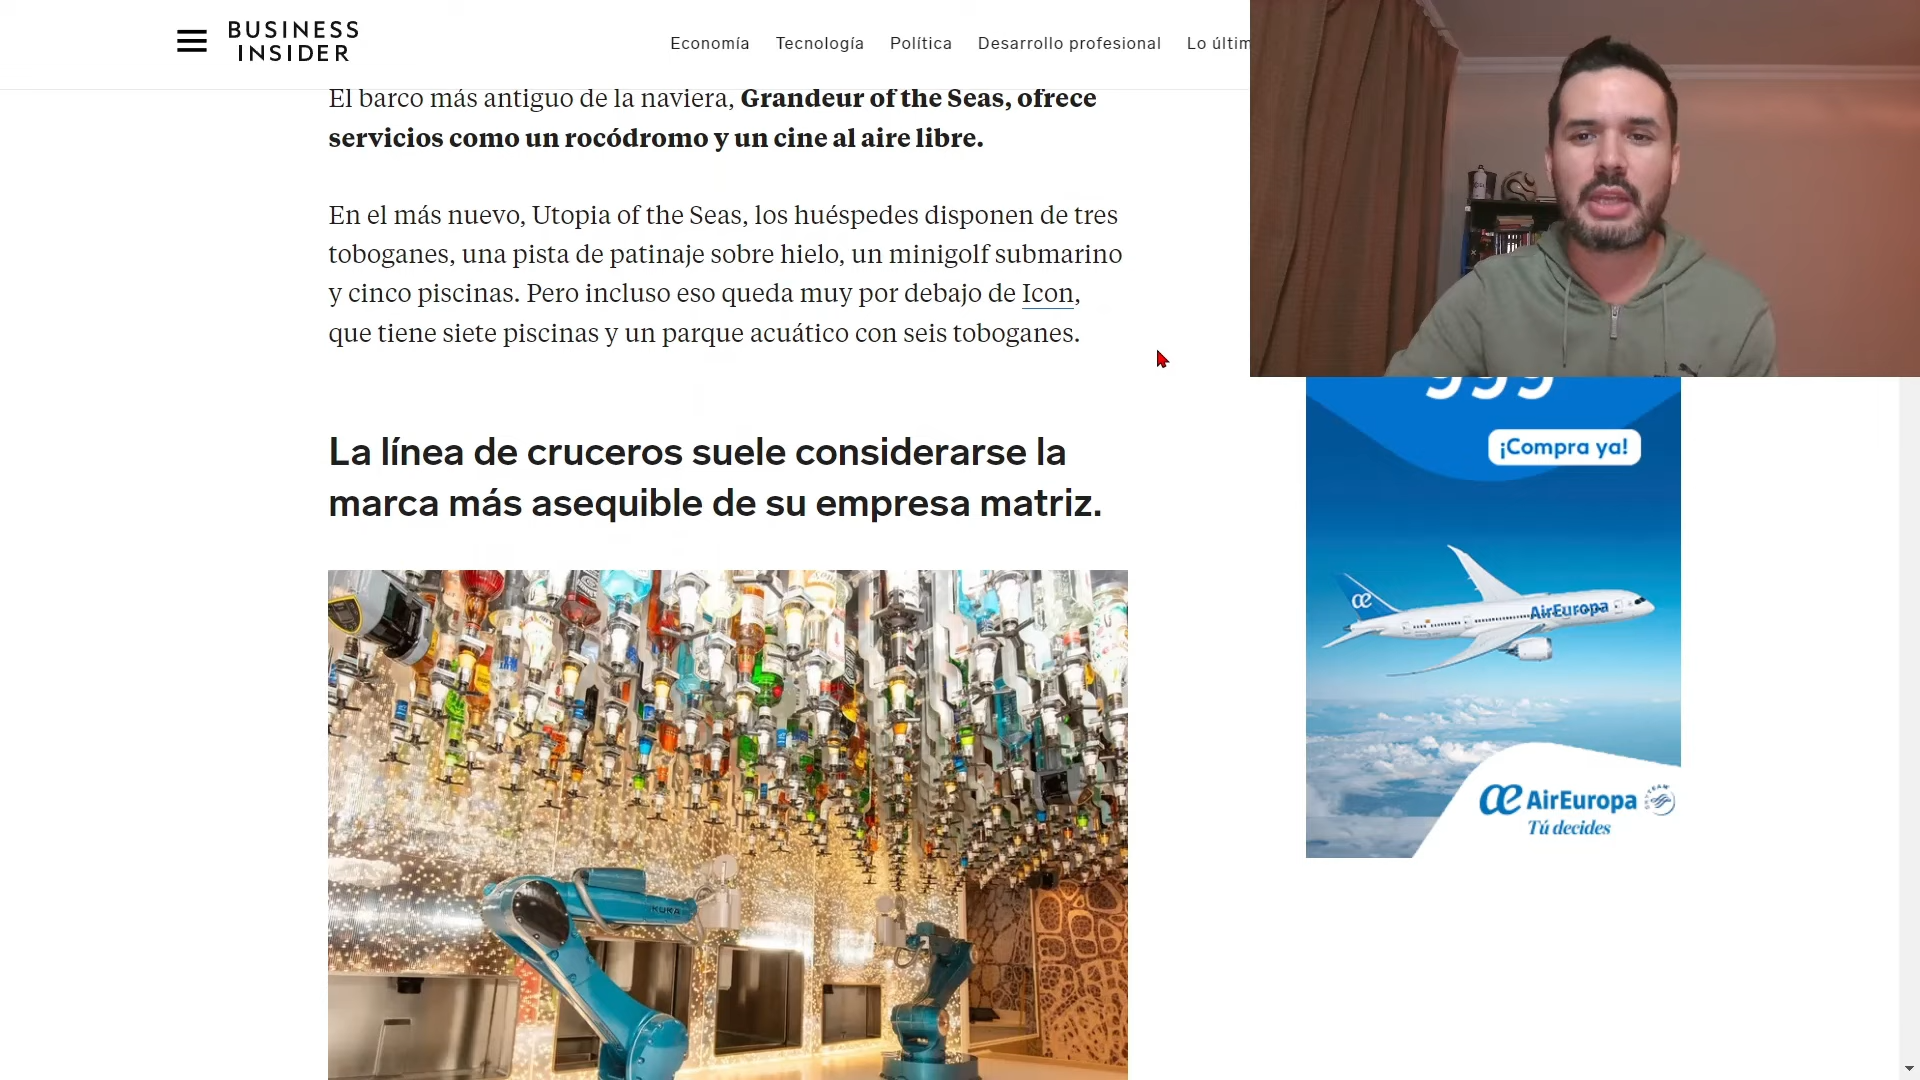 BUSINESS
INSIDER
Economía Tecnología Política Desarrollo profesional Lo últim
El barco más antiguo de la naviera, Grandeur of the Seas, ofrece
servicios como un rocódromo y un cine al aire libre.
En el más nuevo, Utopia of the Seas, los huéspedes disponen de tres
toboganes, una pista de patinaje sobre hielo, un minigolf submarino
y cinco piscinas. Pero incluso eso queda muy por debajo de Icon,
que tiene siete piscinas y un parque acuático con seis toboganes.
La línea de cruceros suele considerarse la
marca más asequible de su empresa matriz.
¡Compra ya!
AirEuropa
AirEuropa
Tú decides
KUKA